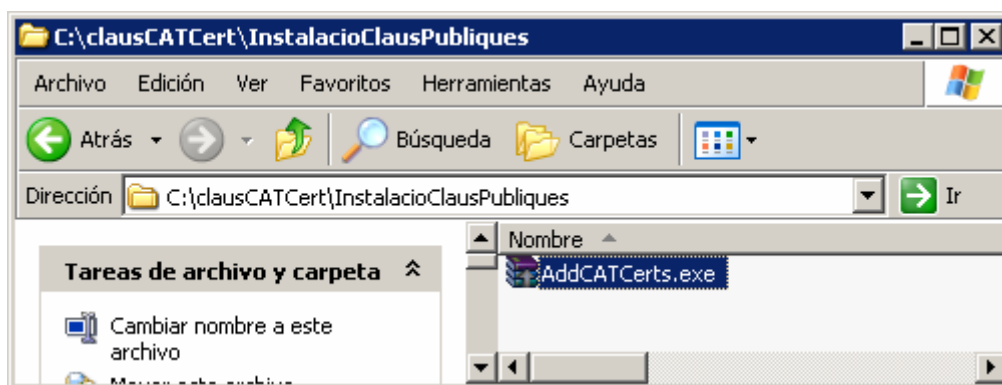 C:\clausCATCert\InstalacioClausPubliques
Archivo Edición Ver Favoritos Herramientas Ayuda
Atrás Búsqueda Carpetas
Dirección C:\clausCATCert\InstalacioClausPubliques Ir
Tareas de archivo y carpeta
Cambiar nombre a este
archivo
Nombre
AddCATCerts.exe